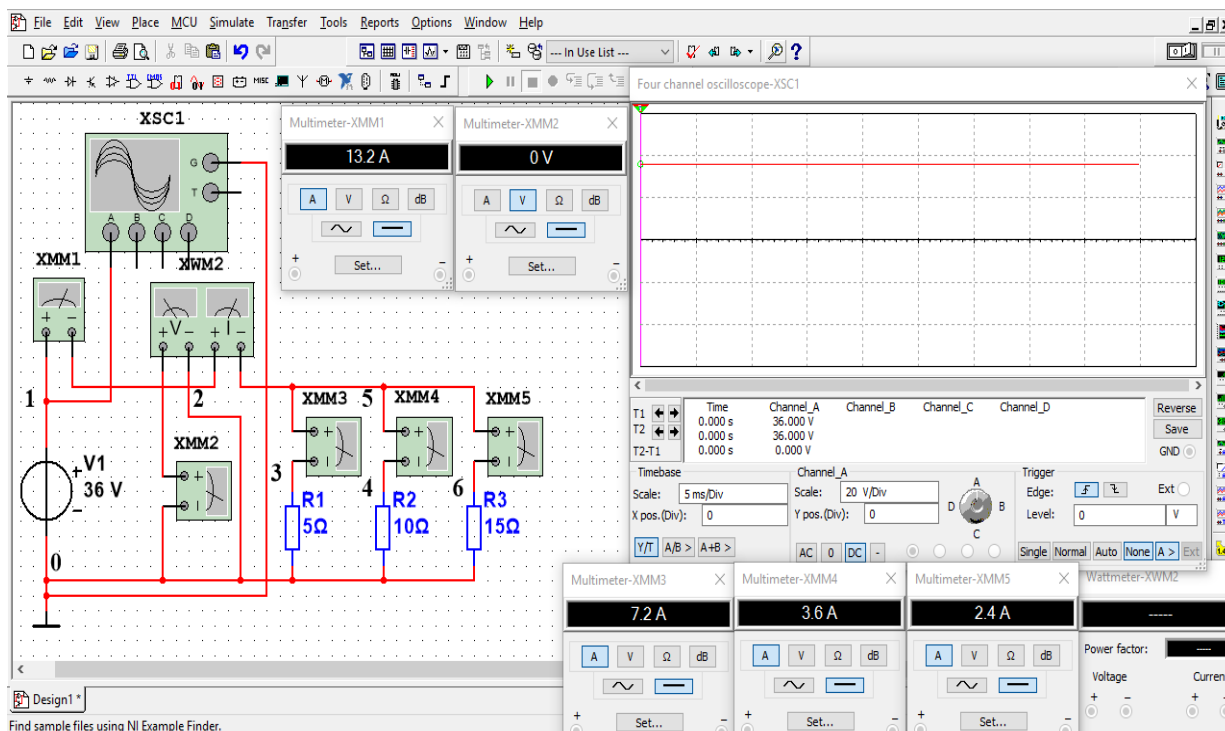 File Edit View Place MCU Simulate Transfer Tools Reports Options Window Help
--- In Use List ---
Four channel oscilloscope-XSC1
XSC1
G
T
A B C D
Multimeter-XMM1
13.2 A
A V Ω dB
+ −
Set...
Multimeter-XMM2
0 V
A V Ω dB
+ −
Set...
XMM1
+ −
XWM2
+V− +I−
1
2
XMM3
5
XMM4
XMM5
XMM2
3
4
6
V1
36 V
R1
5Ω
R2
10Ω
R3
15Ω
0
Time Channel_A Channel_B Channel_C Channel_D
T1 0.000 s 36.000 V
T2 0.000 s 36.000 V
T2-T1 0.000 s 0.000 V
Reverse
Save
GND
Timebase
Scale: 5 ms/Div
X pos.(Div): 0
Y/T A/B > A+B >
Channel_A
Scale: 20 V/Div
Y pos.(Div): 0
AC 0 DC -
A
D B
C
Trigger
Edge: Ext
Level: 0 V
Single Normal Auto None A > Ext
Multimeter-XMM3
7.2 A
A V Ω dB
+ −
Set...
Multimeter-XMM4
3.6 A
A V Ω dB
+ −
Set...
Multimeter-XMM5
2.4 A
A V Ω dB
+ −
Set...
Wattmeter-XWM2
-----
Power factor: ----
Voltage
+ − + −
Design1 *
Find sample files using NI Example Finder.